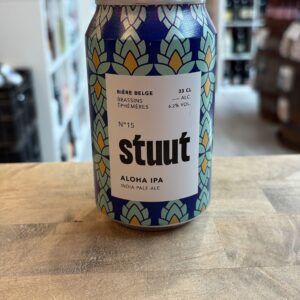 BIÈRE BELGE
BRASSINS
ÉPHÉMÈRES
33 CL
ALC.
6.2% VOL.
N°15
stuut
ALOHA IPA
INDIA PALE ALE